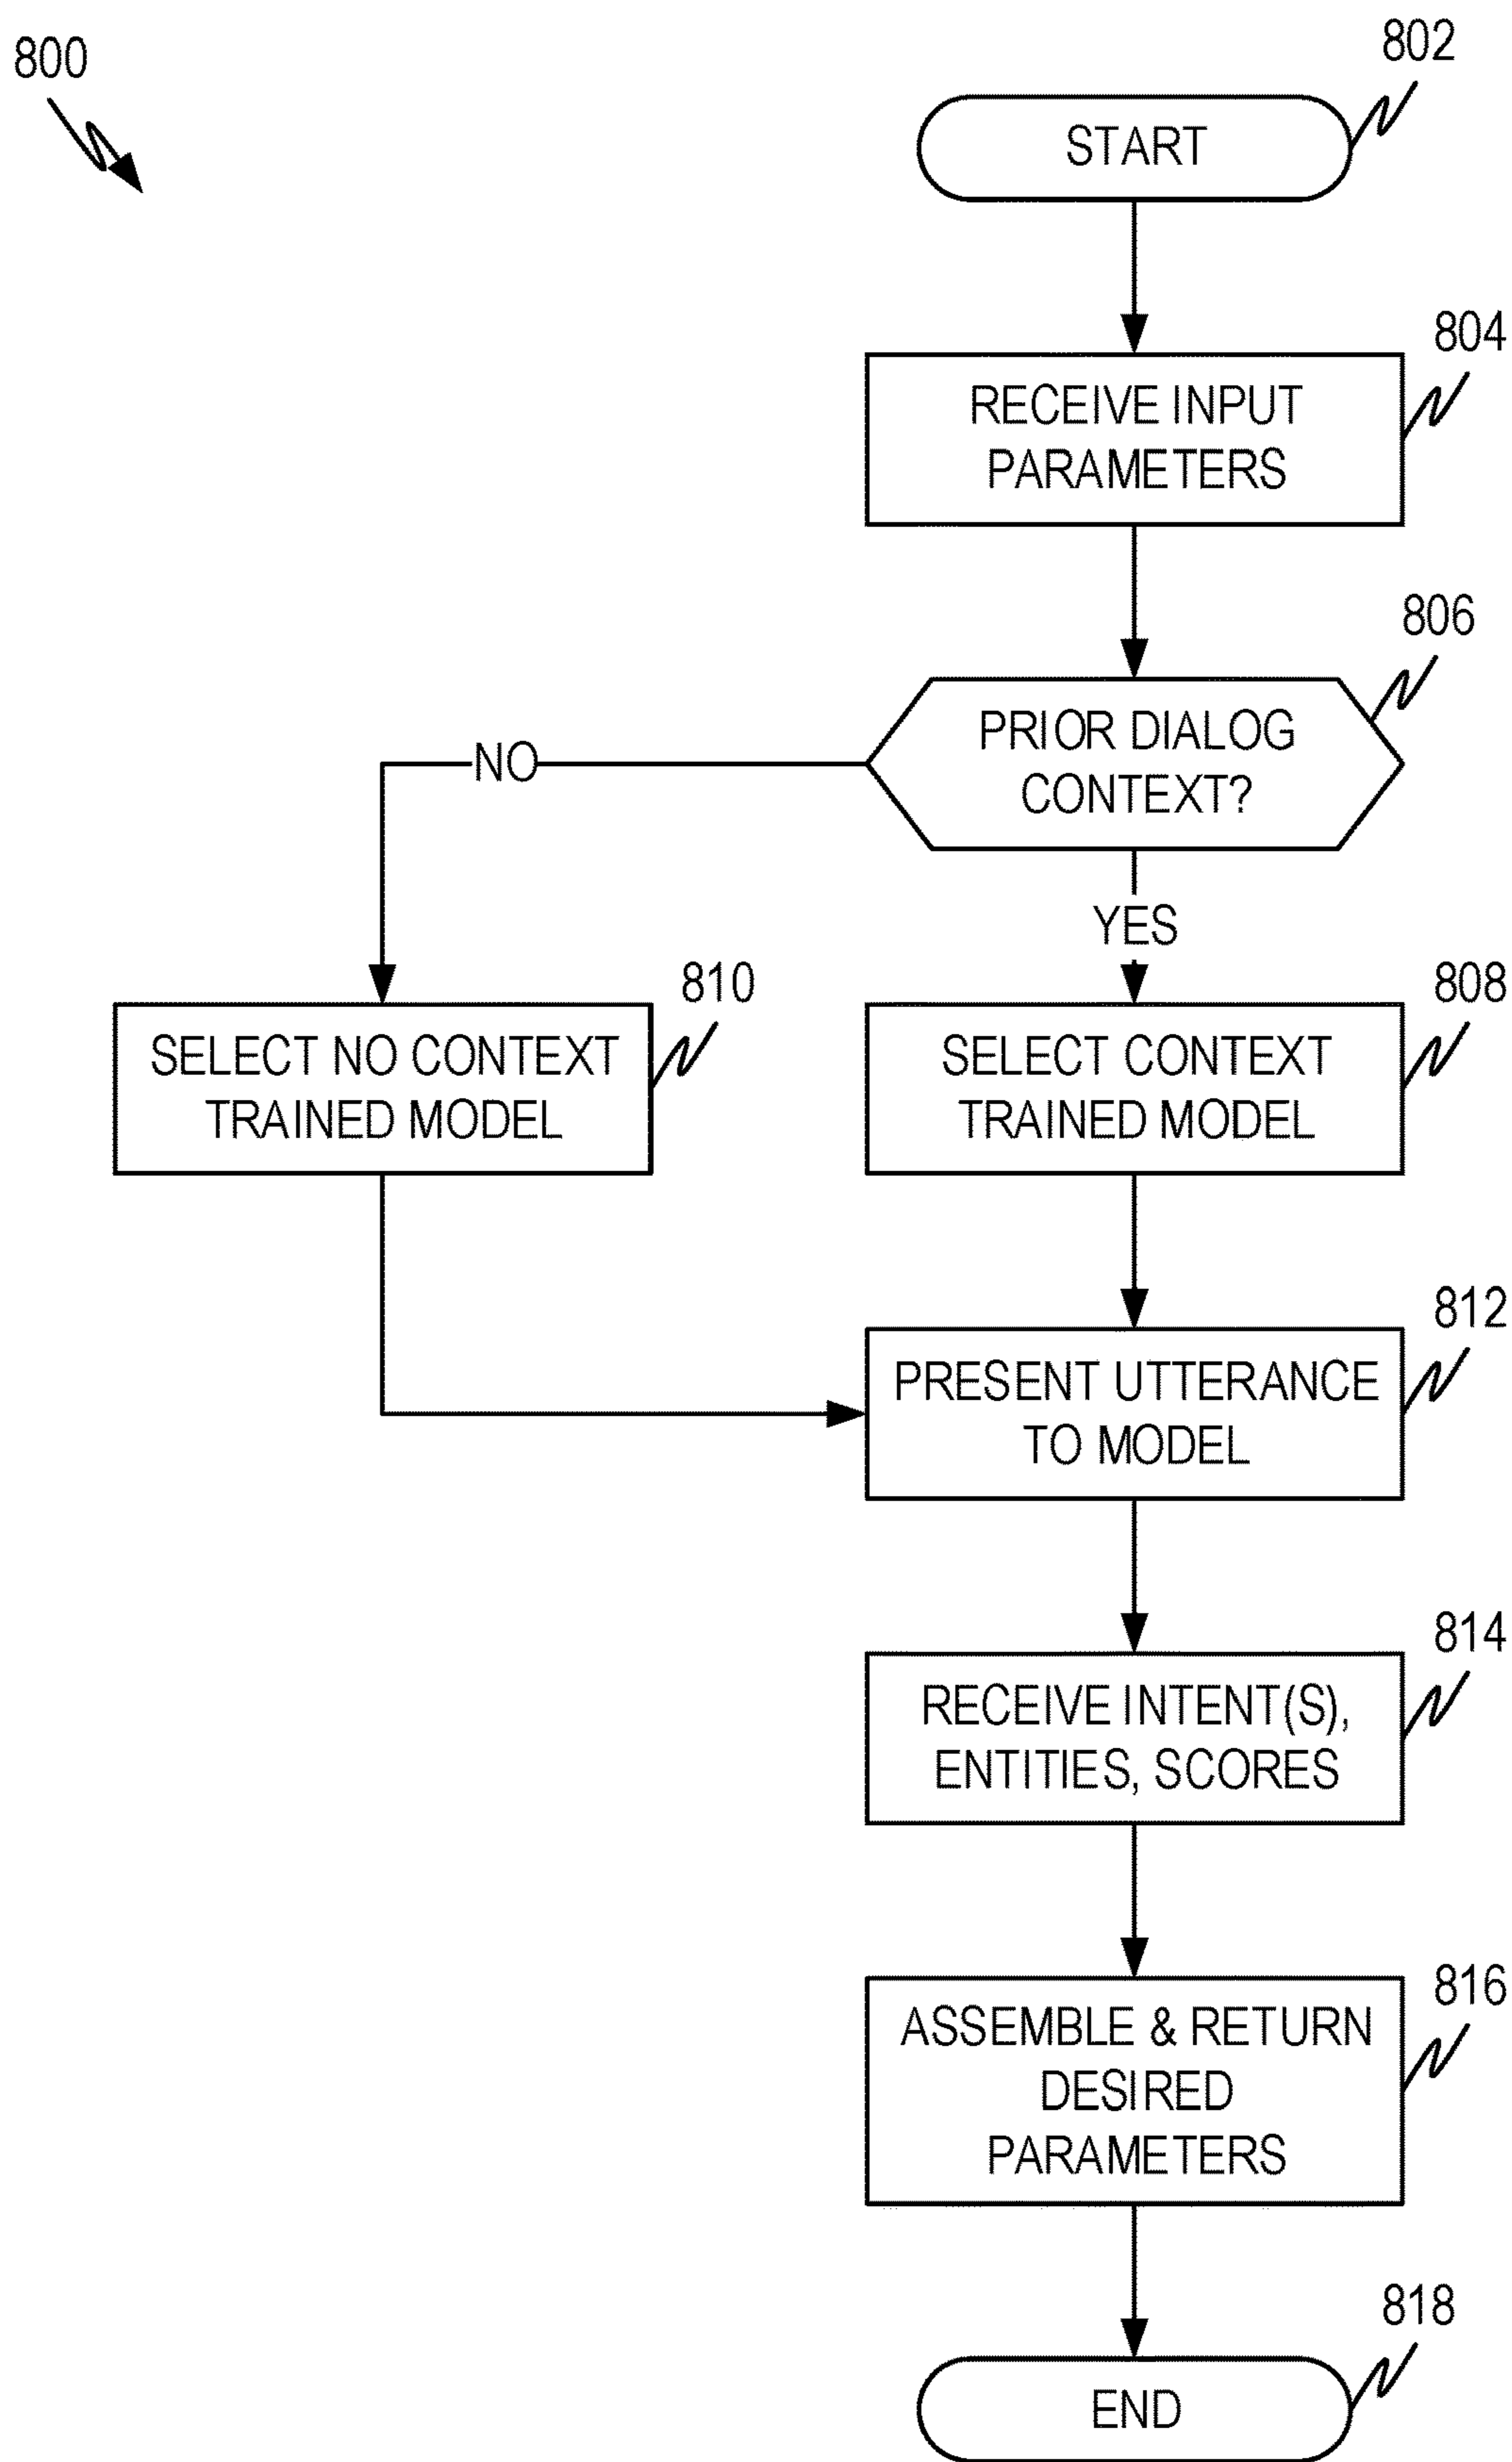 800
802
START
804
RECEIVE INPUT
PARAMETERS
806
PRIOR DIALOG
CONTEXT?
NO
YES
810
808
SELECT NO CONTEXT
TRAINED MODEL
SELECT CONTEXT
TRAINED MODEL
812
PRESENT UTTERANCE
TO MODEL
814
RECEIVE INTENT(S),
ENTITIES, SCORES
816
ASSEMBLE & RETURN
DESIRED
PARAMETERS
818
END